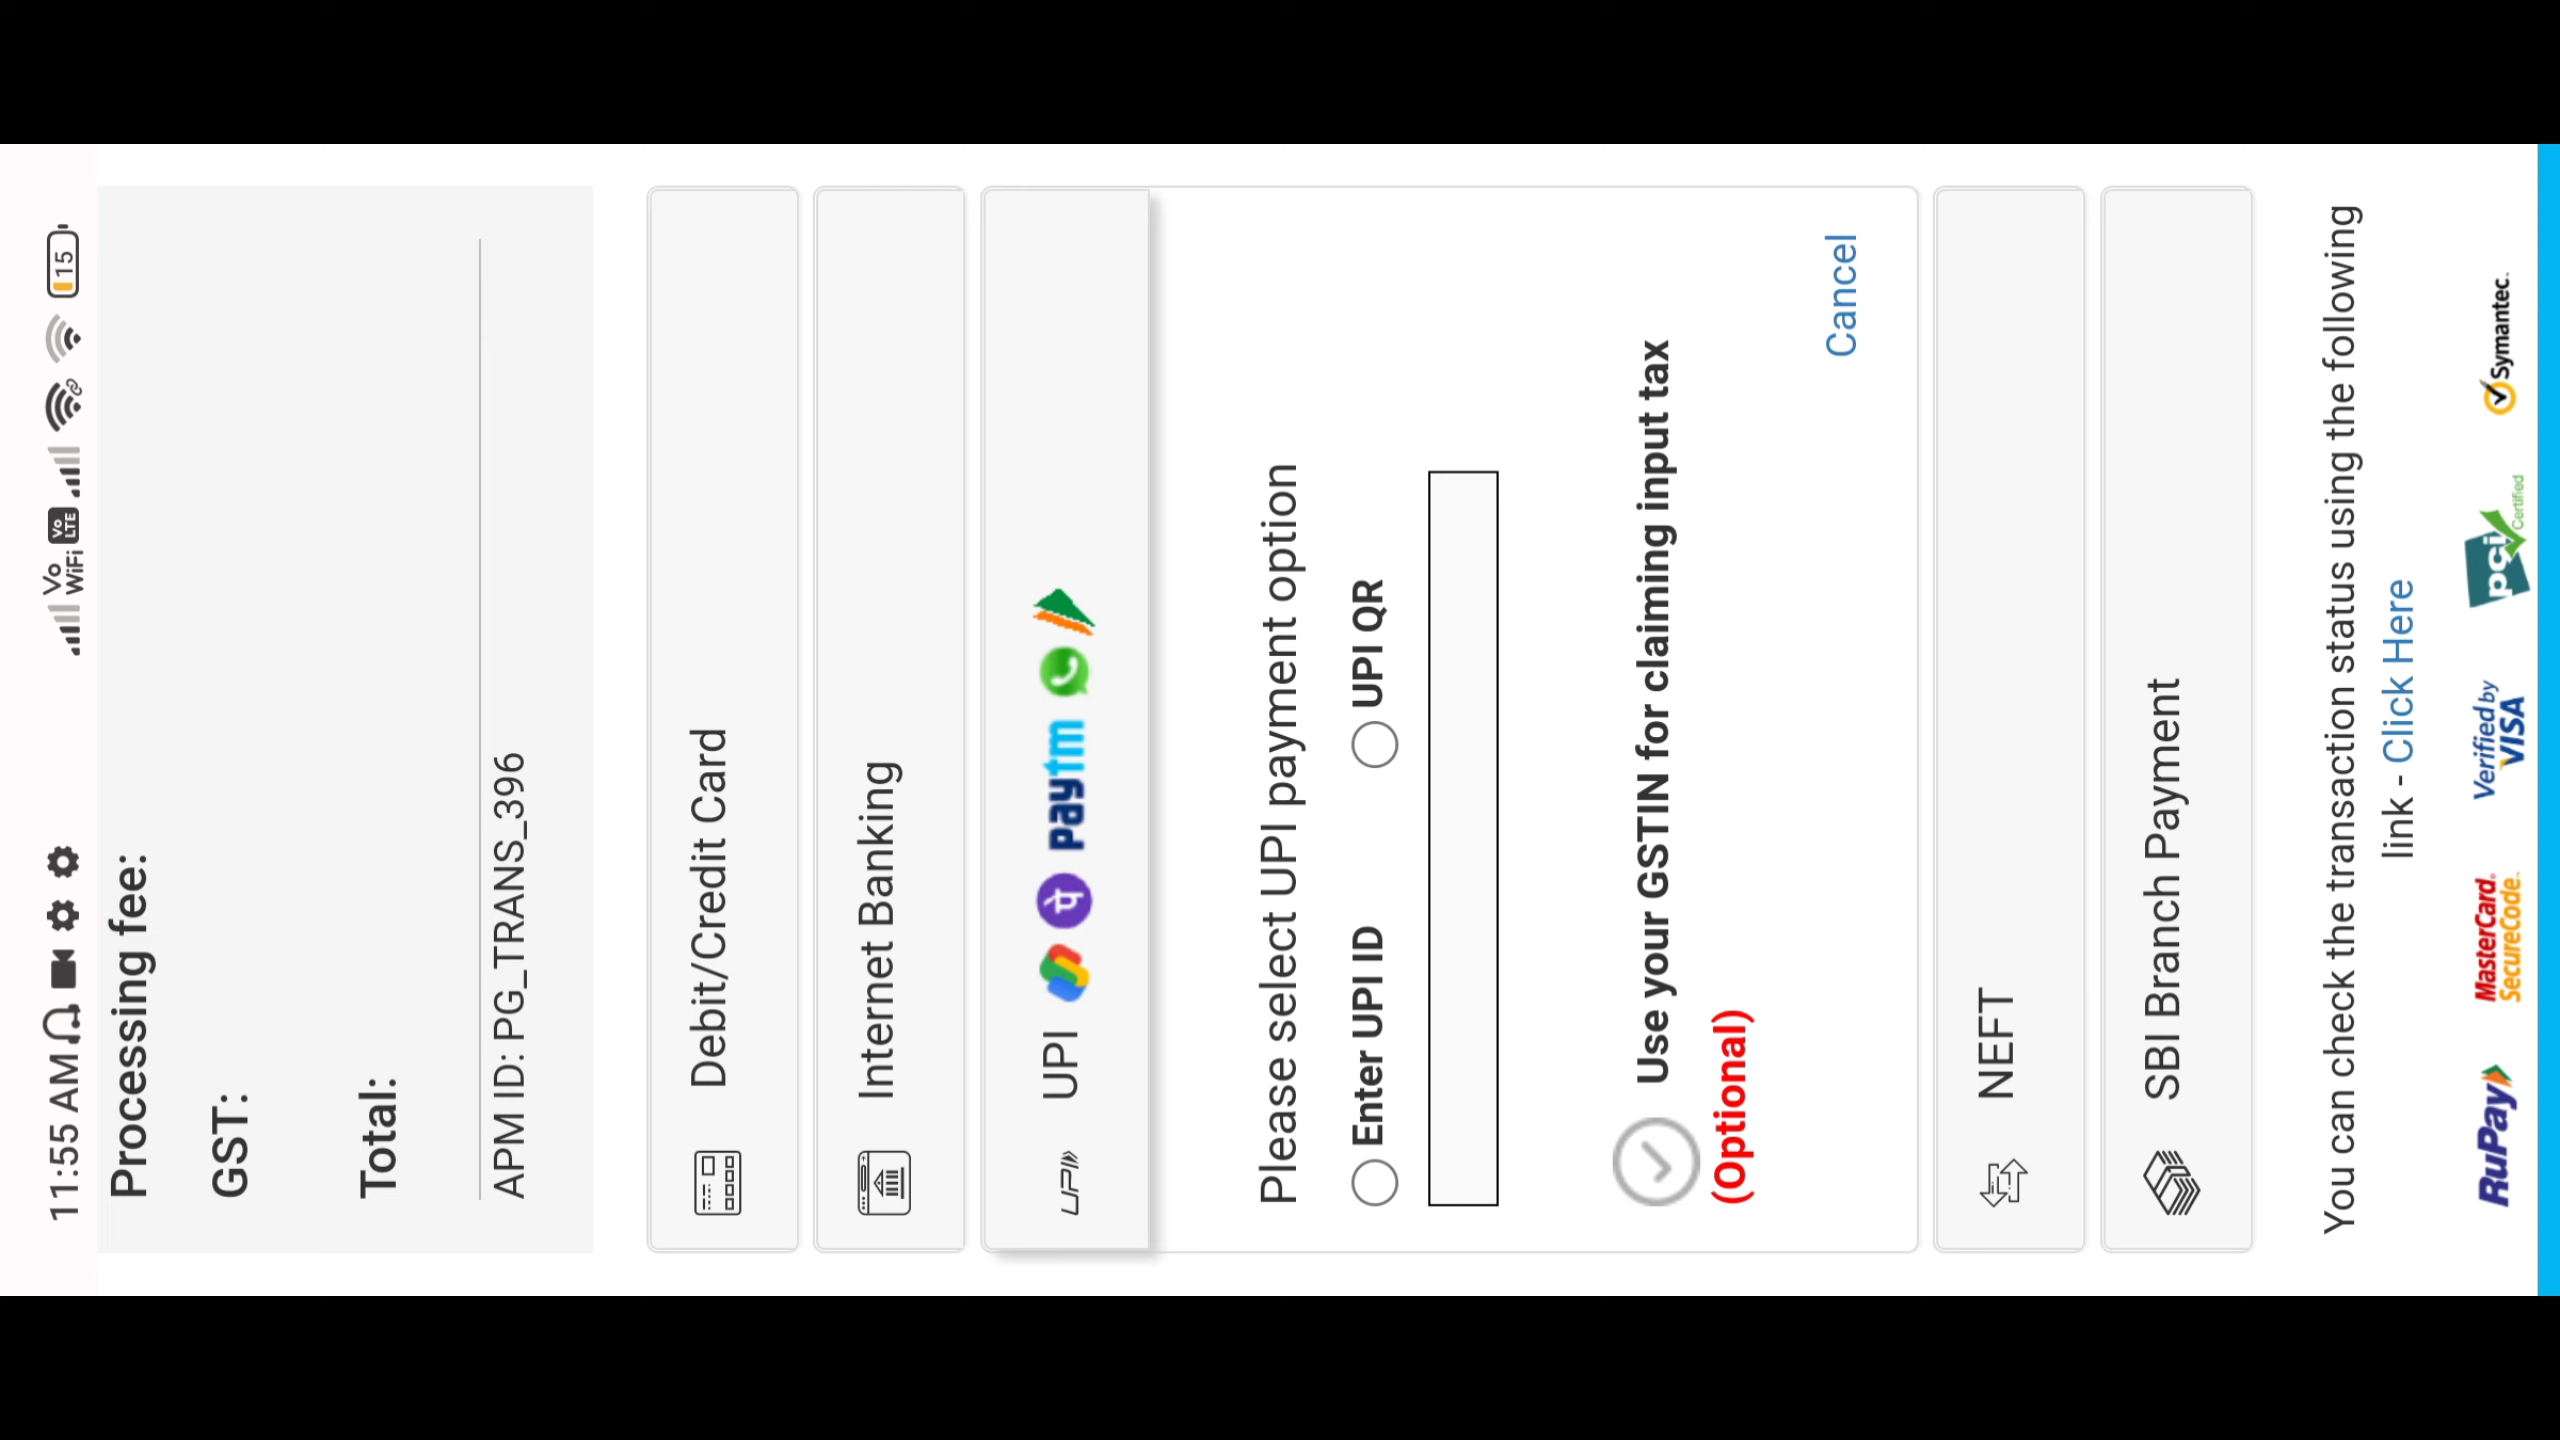 11:55 AM
Vo
WiFi
Vo
LTE
15
Processing fee:
GST:
Total:
APM ID: PG_TRANS_396
Debit/Credit Card
Internet Banking
UPI UPI पे Paytm
Please select UPI payment option
Enter UPI ID UPI QR
Use your GSTIN for claiming input tax
(Optional)
Cancel
NEFT
SBI Branch Payment
You can check the transaction status using the following
link - Click Here
RuPay MasterCard. SecureCode. Verified by VISA pci Certified Symantec.